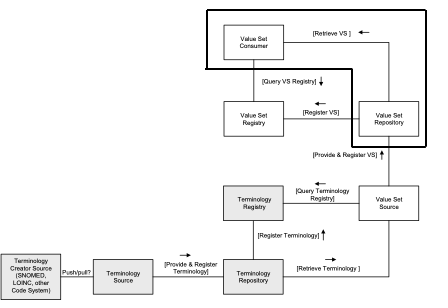 Value Set
Consumer
[Retrieve VS ]
[Query VS Registry]
Value Set
Registry
[Register VS]
Value Set
Repository
[Provide & Register VS]
Terminology
Registry
[Query Terminology
Registry]
Value Set
Source
[Register Terminology]
Terminology
Creator Source
(SNOMED,
LOINC, other
Code System)
Push/pull?
Terminology
Source
[Provide & Register
Terminology]
Terminology
Repository
[Retrieve Terminology ]